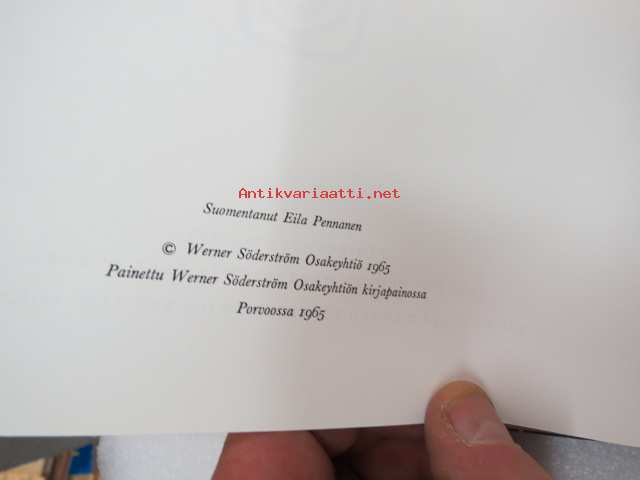 Antikvariaatti.net
Suomentanut Eila Pennanen
© Werner Söderström Osakeyhtiö 1965
Painettu Werner Söderström Osakeyhtiön kirjapainossa
Porvoossa 1965